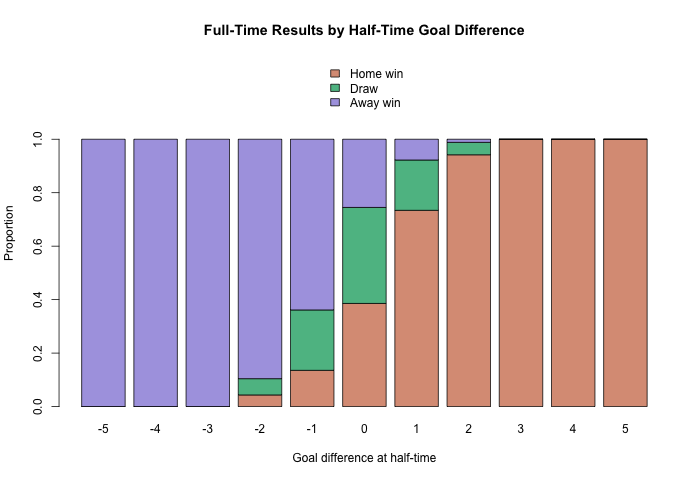 Full-Time Results by Half-Time Goal Difference
Home win
Draw
Away win
Proportion
1.0
0.8
0.6
0.4
0.2
0.0
-5 -4 -3 -2 -1 0 1 2 3 4 5
Goal difference at half-time